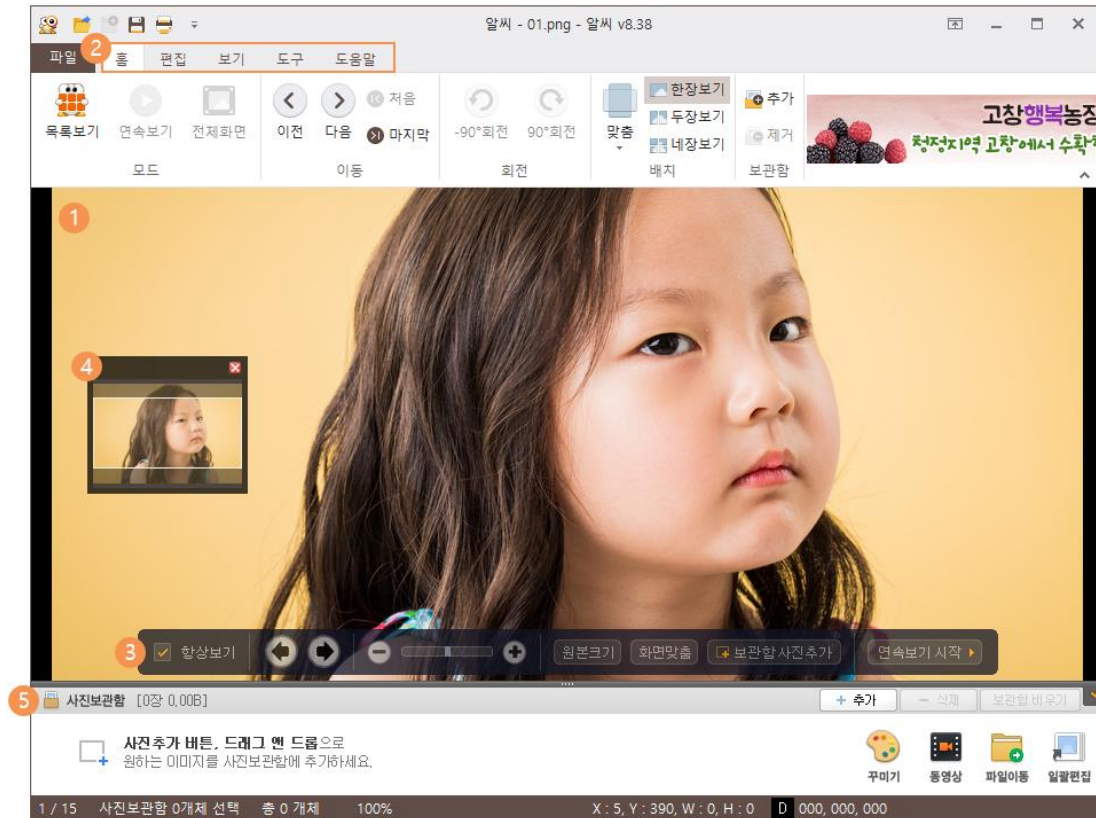 알씨 - 01.png - 알씨 v8.38
파일 2 홈 편집 보기 도구 도움말
목록보기 연속보기 전체화면
모드
이전 다음 처음
마지막
이동
-90°회전 90°회전
회전
맞춤 한장보기
두장보기
네장보기
배치
추가
제거
보관함
고창행복농장
청정지역 고창에서 수확한
1
4
3 항상보기 원본크기 화면맞춤 보관함사진추가 연속보기 시작
5 사진보관함 [0장 0,00B] 추가 삭제 보관함 비우기
사진추가 버튼, 드래그 앤 드롭으로
원하는 이미지를 사진보관함에 추가하세요.
꾸미기 동영상 파일이동 일괄편집
1 / 15 사진보관함 0개체 선택 총 0 개체 100% X : 5, Y : 390, W : 0, H : 0 D 000, 000, 000